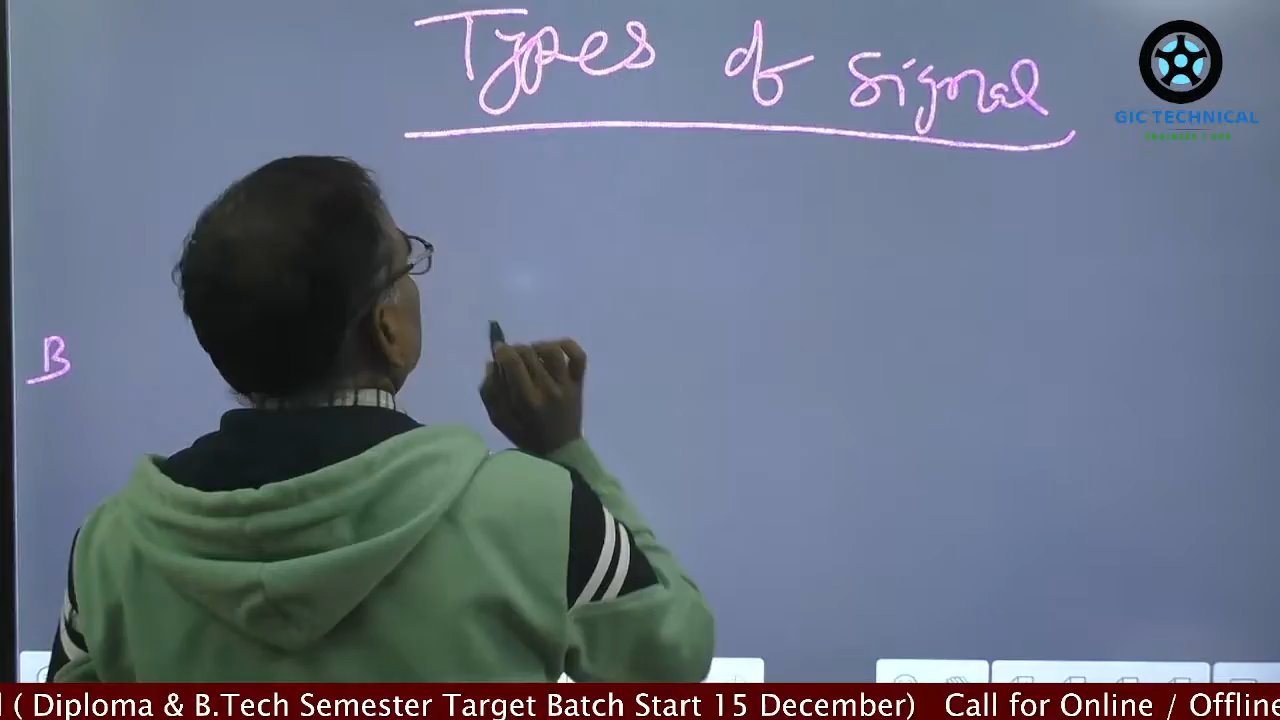 Types of Signal
GIC TECHNICAL
B
( Diploma & B.Tech Semester Target Batch Start 15 December) Call for Online / Offline